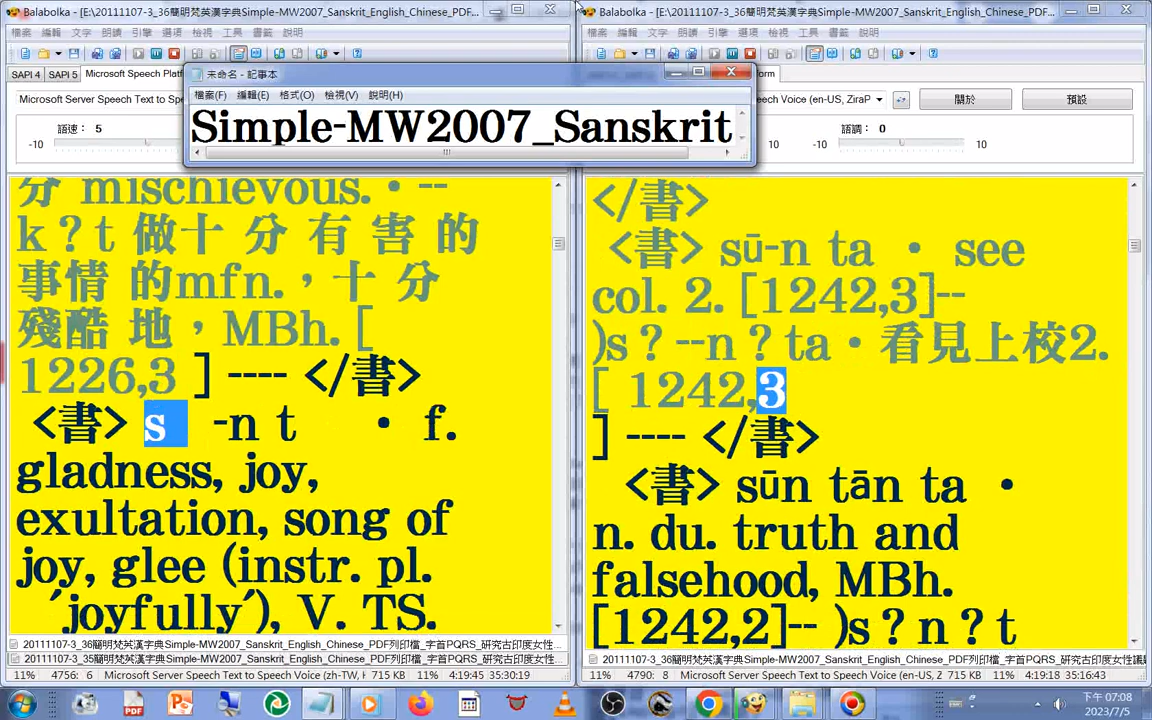 Balabolka - [E:\20111107-3_36簡明梵英漢字典Simple-MW2007_Sanskrit_English_Chinese_PDF...
檔案 編輯 文字 朗讀 引擎 選項 檢視 工具 書籤 說明
SAPI 4 SAPI 5 Microsoft Speech Platf
Microsoft Server Speech Text to Spe
語速： 5
-10
Balabolka - [E:\20111107-3_36簡明梵英漢字典Simple-MW2007_Sanskrit_English_Chinese_PDF...
檔案 編輯 文字 朗讀 引擎 選項 檢視 工具 書籤 說明
orm
eech Voice (en-US, ZiraP
關於
預設
語調： 0
10 -10 10
未命名 - 記事本
檔案(F) 編輯(E) 格式(O) 檢視(V) 說明(H)
Simple-MW2007_Sanskrit
分 mischievous.・--
k？t 做十 分 有 害 的
事情 的mfn.，十 分
殘酷 地，MBh. [
1226,3 ] ---- </書>
<書> s -n t ・ f.
gladness, joy,
exultation, song of
joy, glee (instr. pl.
´joyfully´), V. TS.
</書>
<書> sū-n ta ・ see
col. 2. [1242,3]--
)s？--n？ta・看見上校2.
[ 1242,3
] ---- </書>
<書> sūn tān ta ・
n. du. truth and
falsehood, MBh.
[1242,2]-- )s？n？t
20111107-3_36簡明梵英漢字典Simple-MW2007_Sanskrit_English_Chinese_PDF列印檔_字首PQRS_研究古印度女性...
20111107-3_35簡明梵英漢字典Simple-MW2007_Sanskrit_English_Chinese_PDF列印檔_字首PQRS_研究古印度女性...
11% 4756: 6 Microsoft Server Speech Text to Speech Voice (zh-TW, H 715 KB 11% 4:19:45 35:30:19
20111107-3_36簡明梵英漢字典Simple-MW2007_Sanskrit_English_Chinese_PDF列印檔_字首PQRS_研究古印度女性議
11% 4790: 8 Microsoft Server Speech Text to Speech Voice (en-US, Z 715 KB 11% 4:19:18 35:16:43
下午 07:08
2023/7/5